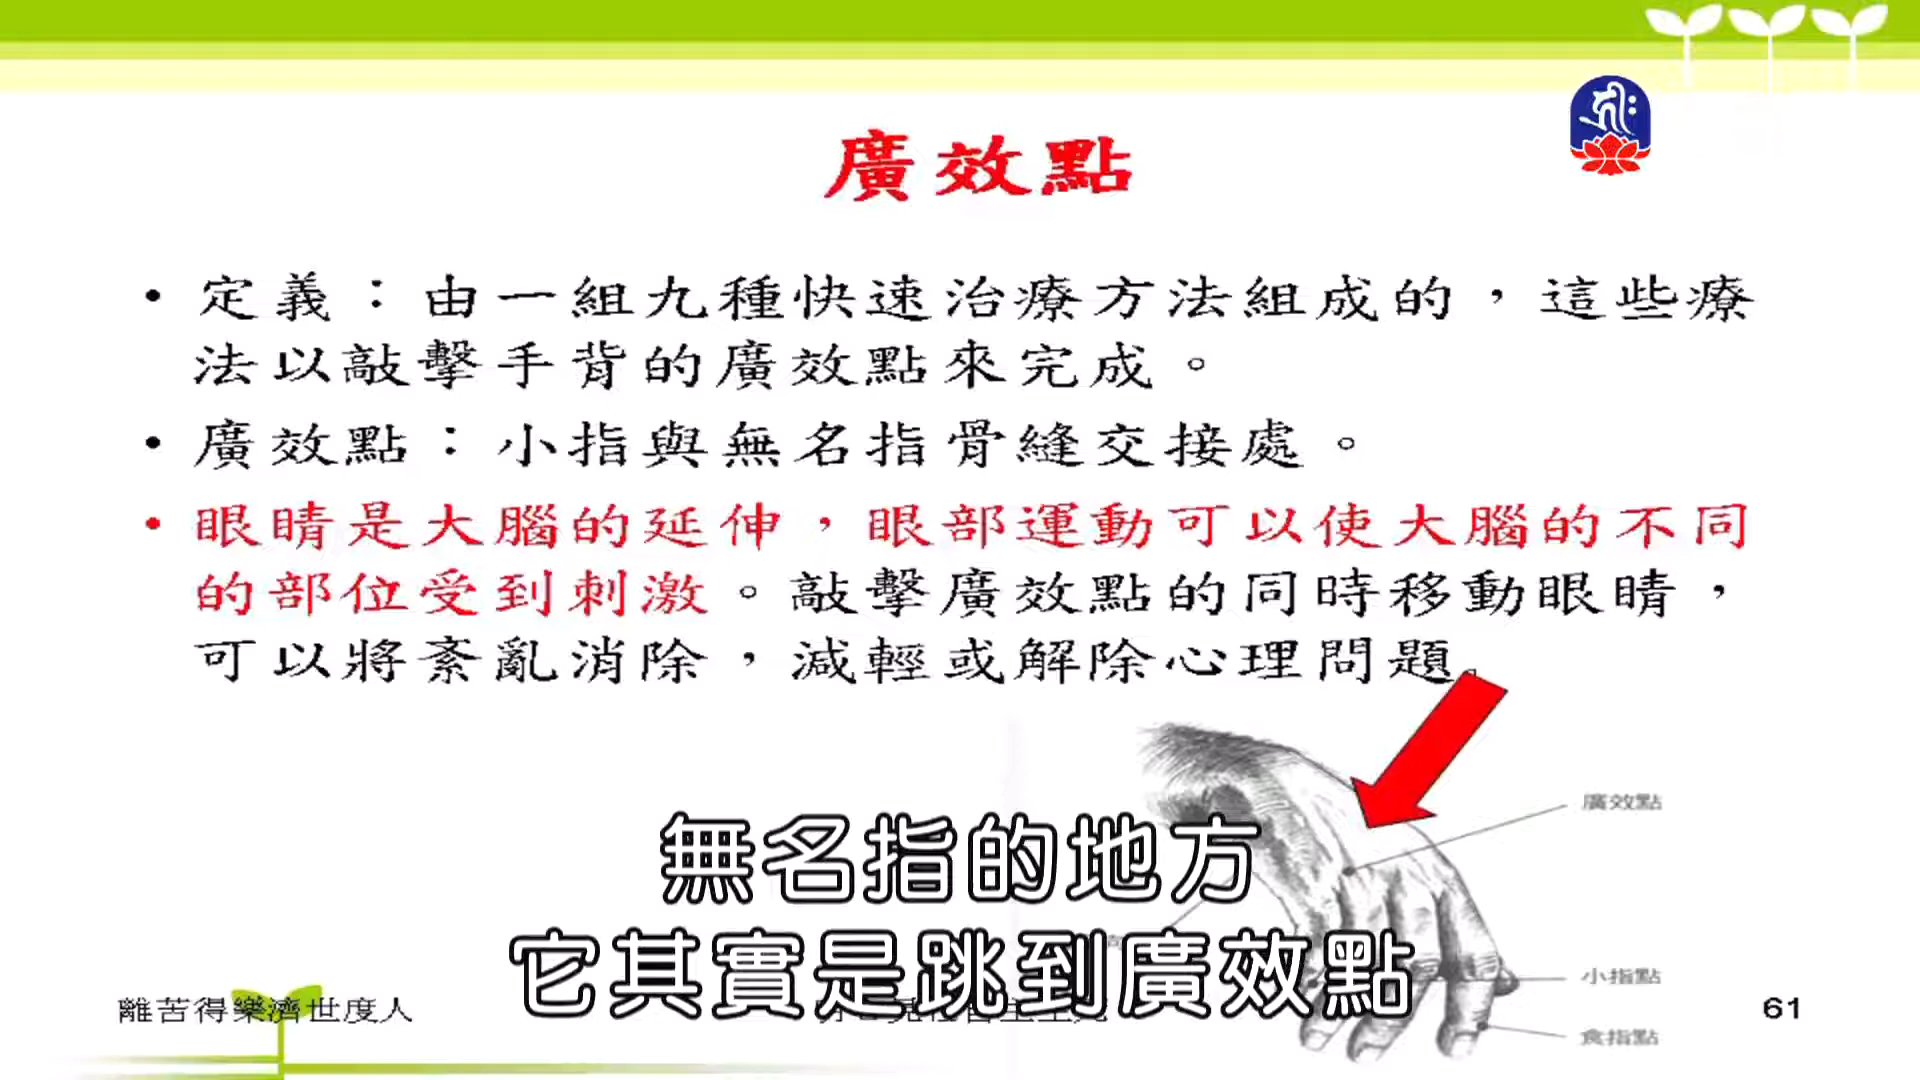 廣效點
• 定義：由一組九種快速治療方法組成的，這些療
法以敲擊手背的廣效點來完成。
• 廣效點：小指與無名指骨縫交接處。
• 眼睛是大腦的延伸，眼部運動可以使大腦的不同
的部位受到刺激。敲擊廣效點的同時移動眼睛，
可以將紊亂消除，減輕或解除心理問題。
廣效點
無名指的地方
它其實是跳到廣效點
小指點
食指點
離苦得樂濟世度人
61